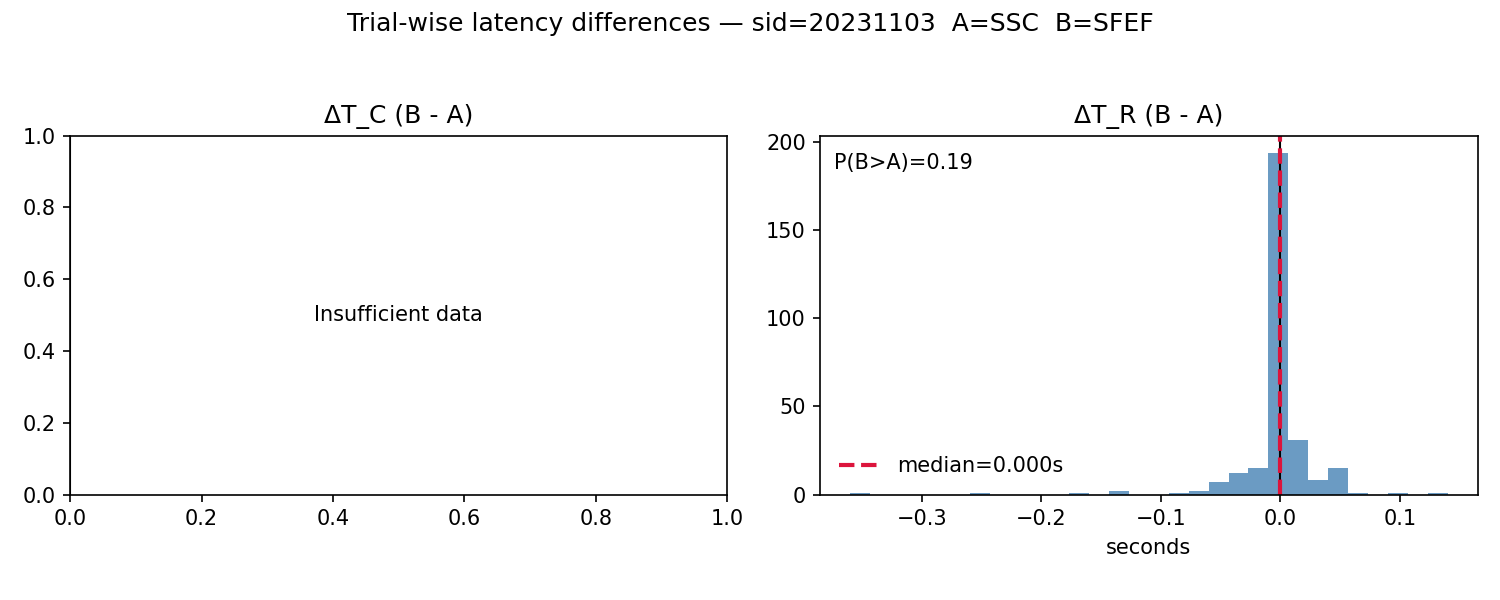 Trial-wise latency differences — sid=20231103  A=SSC  B=SFEF
ΔT_C (B - A)
1.0
0.8
0.6
0.4
0.2
0.0
Insufficient data
0.0 0.2 0.4 0.6 0.8 1.0
ΔT_R (B - A)
200
150
100
50
0
P(B>A)=0.19
median=0.000s
−0.3 −0.2 −0.1 0.0 0.1
seconds